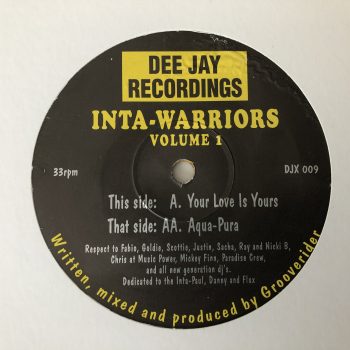 DEE JAY
RECORDINGS
INTA-WARRIORS
VOLUME 1
33rpm
DJX 009
This side: A. Your Love Is Yours
That side: AA. Aqua-Pura
Respect to Fabio, Goldie, Scottie, Justin, Sacha, Ray and Nicki B,
Chris at Music Power, Mickey Finn, Paradise Crew,
and all new generation dj's.
Dedicated to the Inta-Paul, Danny and Flux
Written, mixed and produced by Grooverider